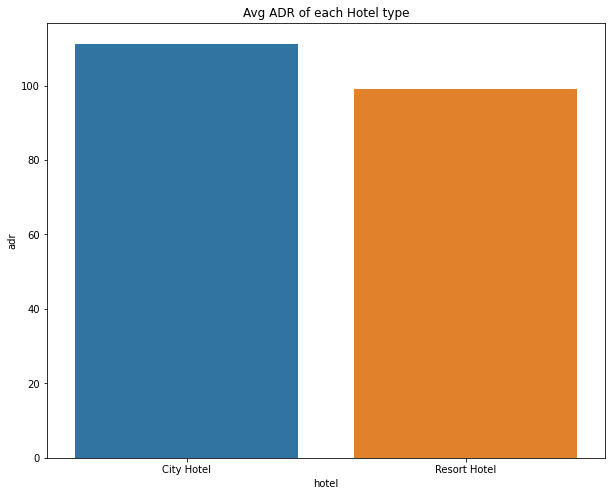 Avg ADR of each Hotel type
100
80
60
40
20
0
adr
City Hotel
Resort Hotel
hotel